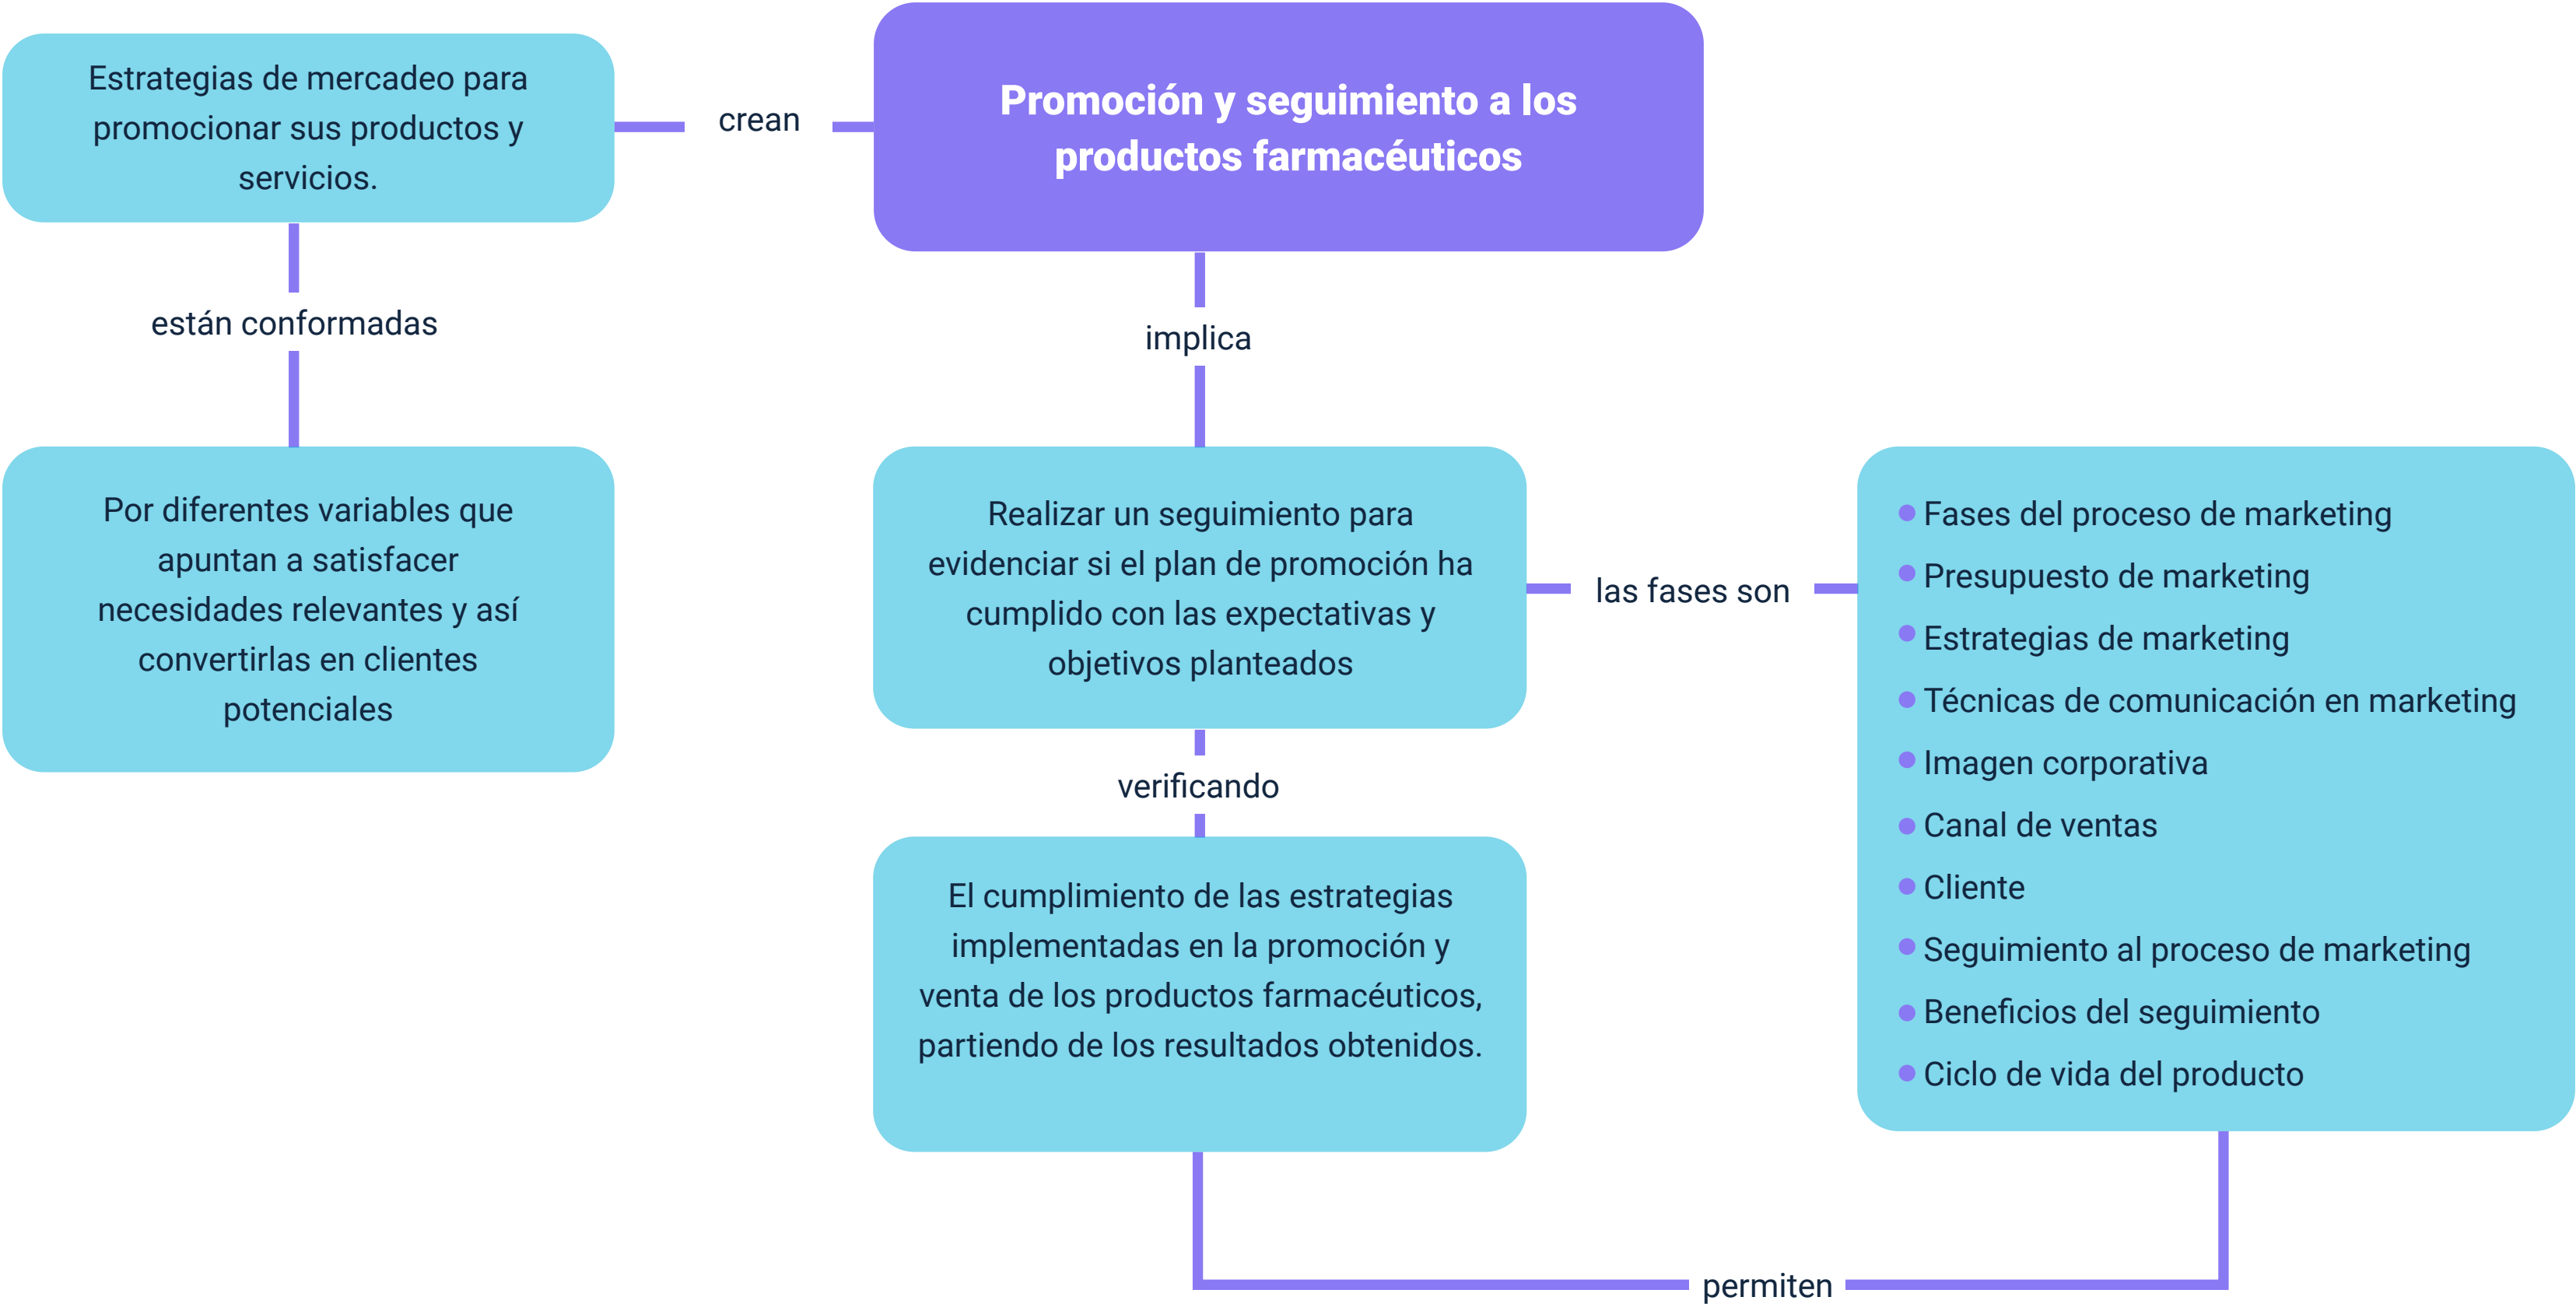 Estrategias de mercadeo para
promocionar sus productos y
servicios.
crean
Promoción y seguimiento a los
productos farmacéuticos
están conformadas
implica
Por diferentes variables que
apuntan a satisfacer
necesidades relevantes y así
convertirlas en clientes
potenciales
Realizar un seguimiento para
evidenciar si el plan de promoción ha
cumplido con las expectativas y
objetivos planteados
las fases son
Fases del proceso de marketing
Presupuesto de marketing
Estrategias de marketing
Técnicas de comunicación en marketing
Imagen corporativa
Canal de ventas
Cliente
Seguimiento al proceso de marketing
Beneficios del seguimiento
Ciclo de vida del producto
verificando
El cumplimiento de las estrategias
implementadas en la promoción y
venta de los productos farmacéuticos,
partiendo de los resultados obtenidos.
permiten